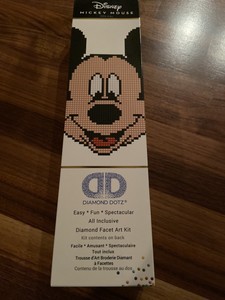 Disney
MICKEY MOUSE
DIAMOND DOTZ®
Easy * Fun * Spectacular
All Inclusive
Diamond Facet Art Kit
Kit contents on back
Facile * Amusant * Spectaculaire
Tout inclus
Trousse d'Art Broderie Diamant
à Facettes
Contenu de la trousse au dos